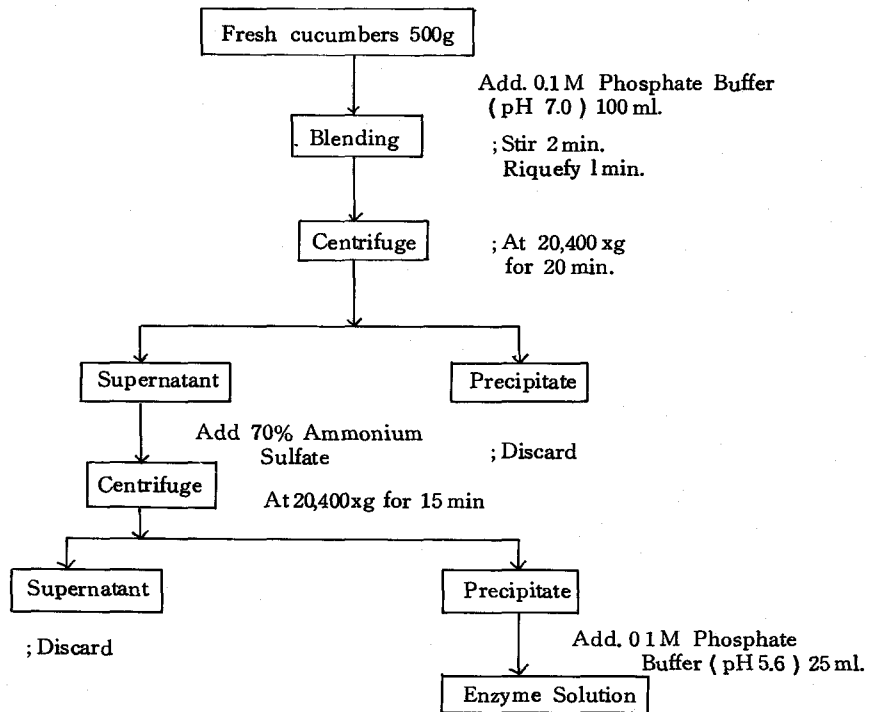 Fresh cucumbers 500g
Add. 0.1 M Phosphate Buffer
( pH 7.0 ) 100 ml.
Blending
; Stir 2 min.
Riquefy 1 min.
Centrifuge
; At 20,400 xg
for 20 min.
Supernatant
Precipitate
Add 70% Ammonium
Sulfate
; Discard
Centrifuge
At 20,400xg for 15 min
Supernatant
Precipitate
; Discard
Add. 0 1 M Phosphate
Buffer ( pH 5.6 ) 25 ml.
Enzyme Solution